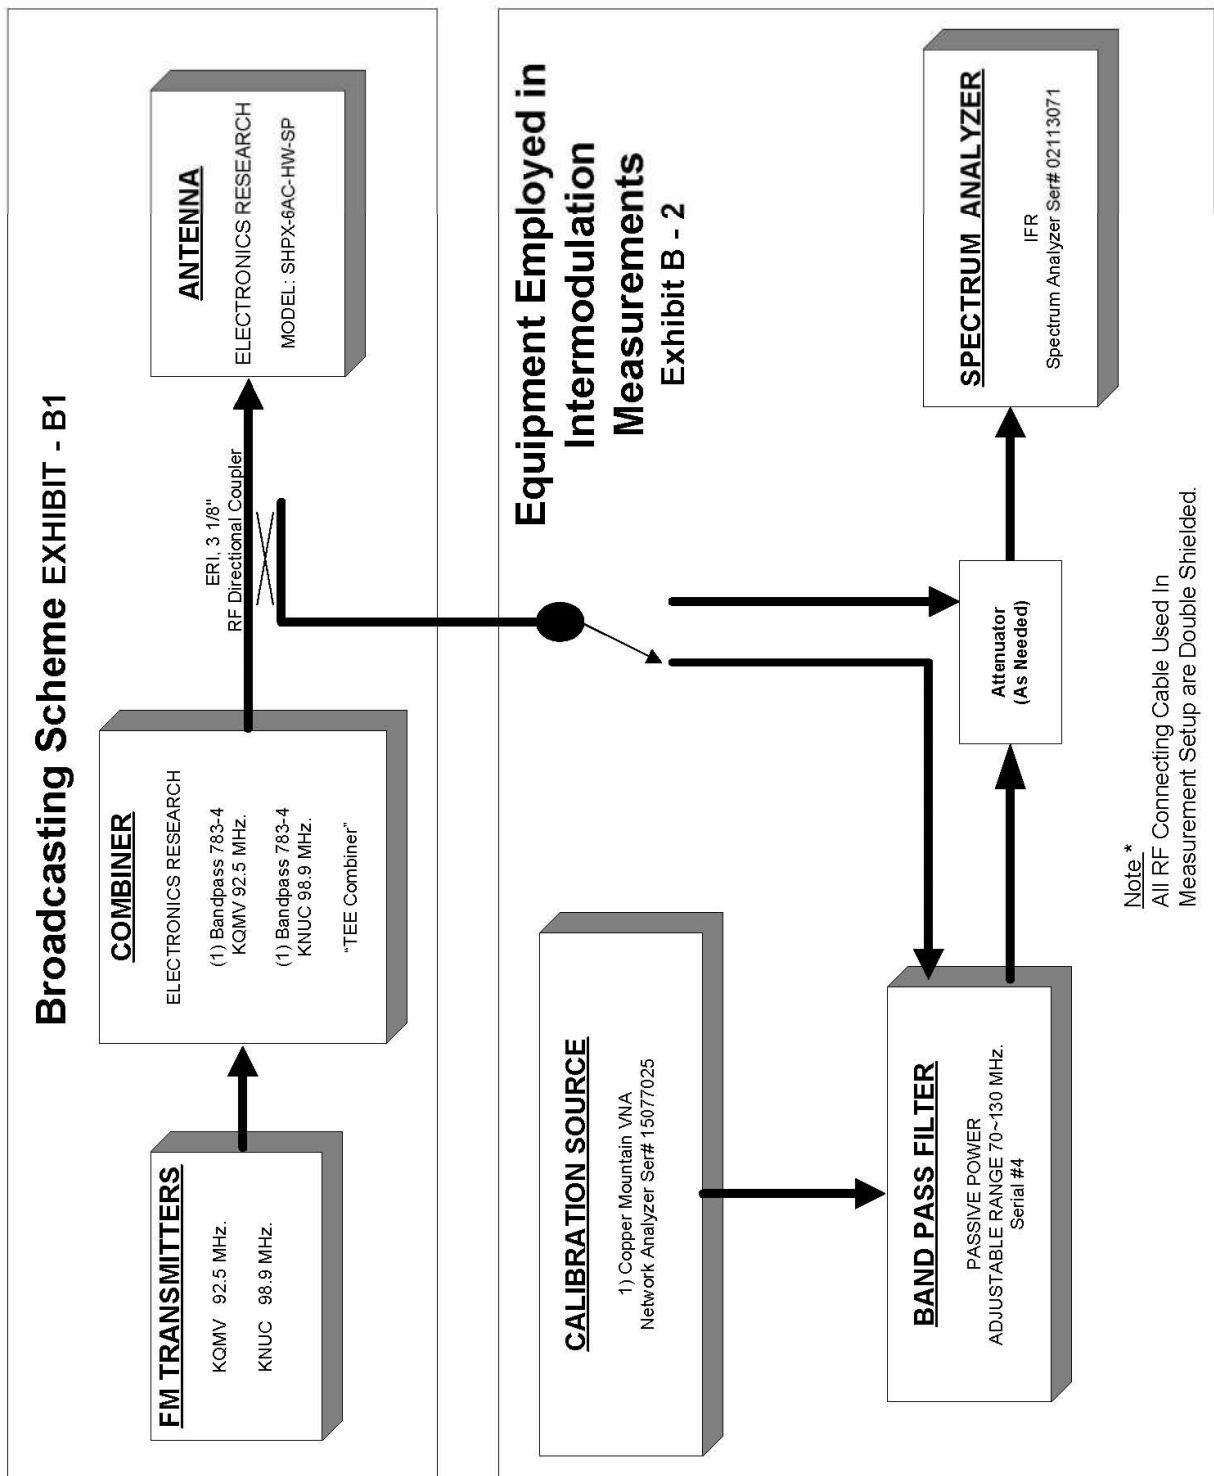 Broadcasting Scheme EXHIBIT - B1
FM TRANSMITTERS
KQMV 92.5 MHz.
KNUC 98.9 MHz.
COMBINER
ELECTRONICS RESEARCH
(1) Bandpass 783-4
KQMV 92.5 MHz.
(1) Bandpass 783-4
KNUC 98.9 MHz.
"TEE Combiner"
ERI, 3 1/8"
RF Directional Coupler
ANTENNA
ELECTRONICS RESEARCH
MODEL: SHPX-6AC-HW-SP
Equipment Employed in
Intermodulation
Measurements
Exhibit B - 2
CALIBRATION SOURCE
1) Copper Mountain VNA
Network Analyzer Ser# 15077025
BAND PASS FILTER
PASSIVE POWER
ADJUSTABLE RANGE 70~130 MHz.
Serial #4
Attenuator
(As Needed)
SPECTRUM ANALYZER
IFR
Spectrum Analyzer Ser# 02113071
Note *
All RF Connecting Cable Used In
Measurement Setup are Double Shielded.